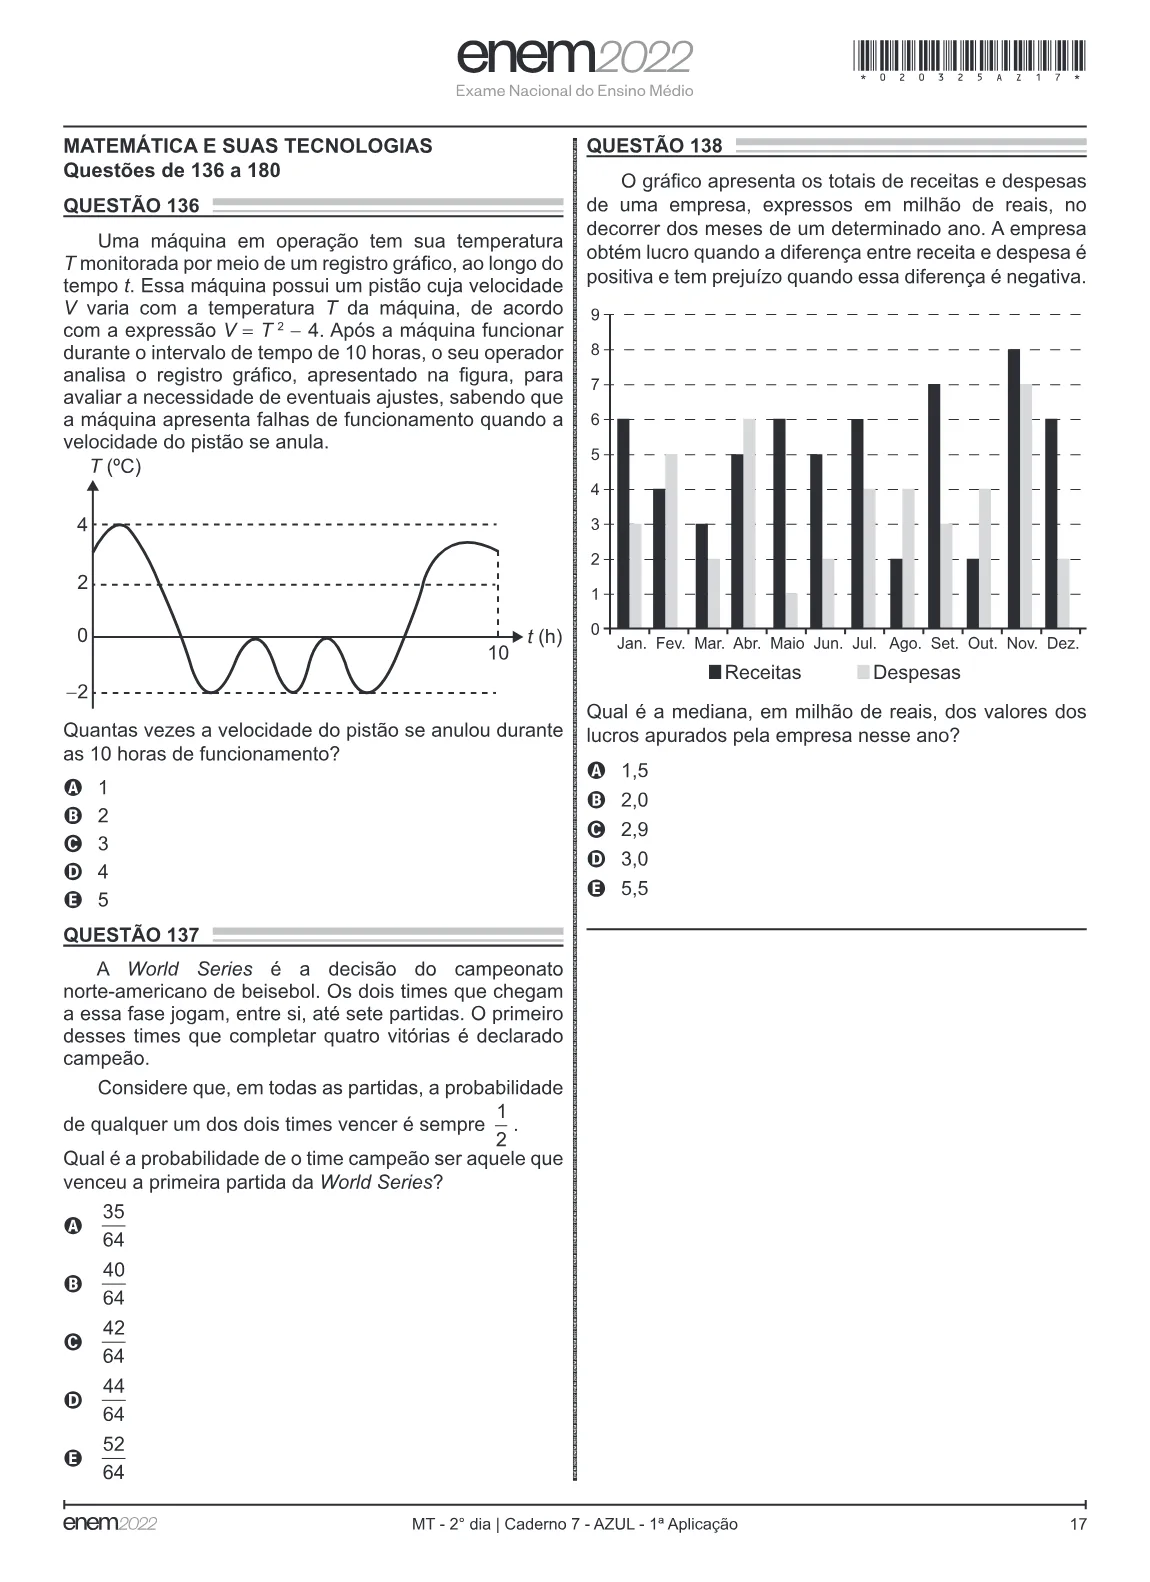 enem2022
Exame Nacional do Ensino Médio
*020325AZ17*
MATEMÁTICA E SUAS TECNOLOGIAS
Questões de 136 a 180
QUESTÃO 136
Uma máquina em operação tem sua temperatura
T monitorada por meio de um registro gráfico, ao longo do
tempo t. Essa máquina possui um pistão cuja velocidade
V varia com a temperatura T da máquina, de acordo
com a expressão V = T² – 4. Após a máquina funcionar
durante o intervalo de tempo de 10 horas, o seu operador
analisa o registro gráfico, apresentado na figura, para
avaliar a necessidade de eventuais ajustes, sabendo que
a máquina apresenta falhas de funcionamento quando a
velocidade do pistão se anula.
T (ºC)
4
2
0
–2
10
t (h)
Quantas vezes a velocidade do pistão se anulou durante
as 10 horas de funcionamento?
A 1
B 2
C 3
D 4
E 5
QUESTÃO 137
A World Series é a decisão do campeonato
norte-americano de beisebol. Os dois times que chegam
a essa fase jogam, entre si, até sete partidas. O primeiro
desses times que completar quatro vitórias é declarado
campeão.
Considere que, em todas as partidas, a probabilidade
de qualquer um dos dois times vencer é sempre 1/2.
Qual é a probabilidade de o time campeão ser aquele que
venceu a primeira partida da World Series?
A 35/64
B 40/64
C 42/64
D 44/64
E 52/64
QUESTÃO 138
O gráfico apresenta os totais de receitas e despesas
de uma empresa, expressos em milhão de reais, no
decorrer dos meses de um determinado ano. A empresa
obtém lucro quando a diferença entre receita e despesa é
positiva e tem prejuízo quando essa diferença é negativa.
9
8
7
6
5
4
3
2
1
0
Jan. Fev. Mar. Abr. Maio Jun. Jul. Ago. Set. Out. Nov. Dez.
Receitas Despesas
Qual é a mediana, em milhão de reais, dos valores dos
lucros apurados pela empresa nesse ano?
A 1,5
B 2,0
C 2,9
D 3,0
E 5,5
enem2022
MT - 2° dia | Caderno 7 - AZUL - 1ª Aplicação
17